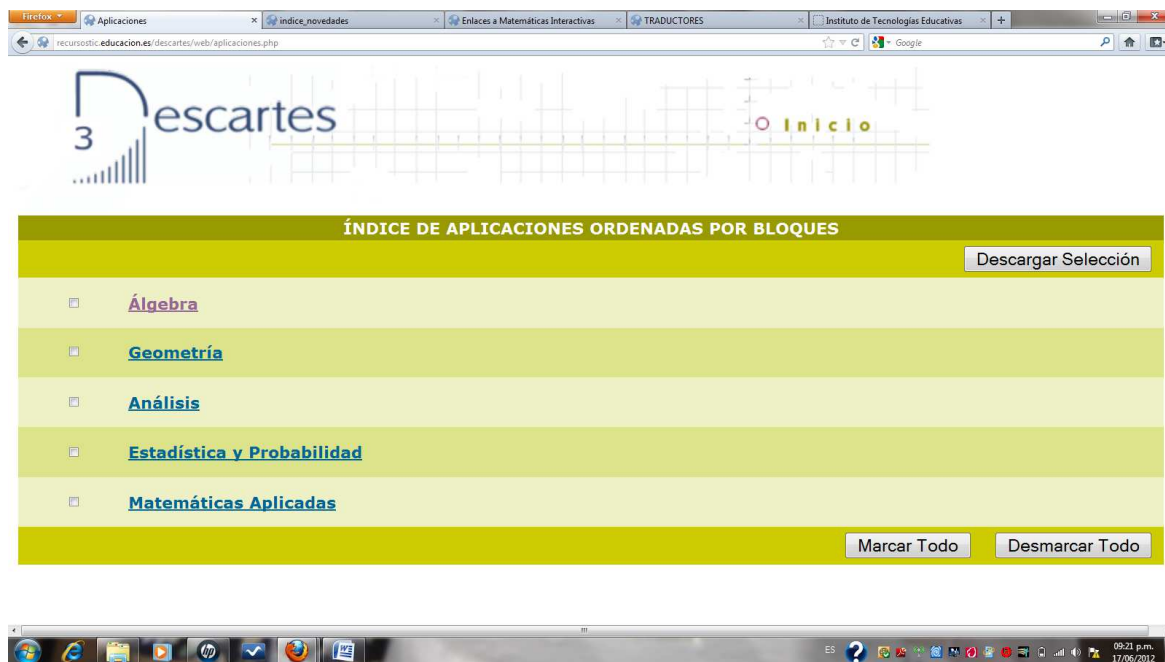 Firefox
Aplicaciones
indice_novedades
Enlaces a Matemáticas Interactivas
TRADUCTORES
Instituto de Tecnologías Educativas
recursostic.educacion.es/descartes/web/aplicaciones.php
Google
Descartes
3
Inicio
ÍNDICE DE APLICACIONES ORDENADAS POR BLOQUES
Descargar Selección
Álgebra
Geometría
Análisis
Estadística y Probabilidad
Matemáticas Aplicadas
Marcar Todo
Desmarcar Todo
ES
09:21 p.m.
17/06/2012